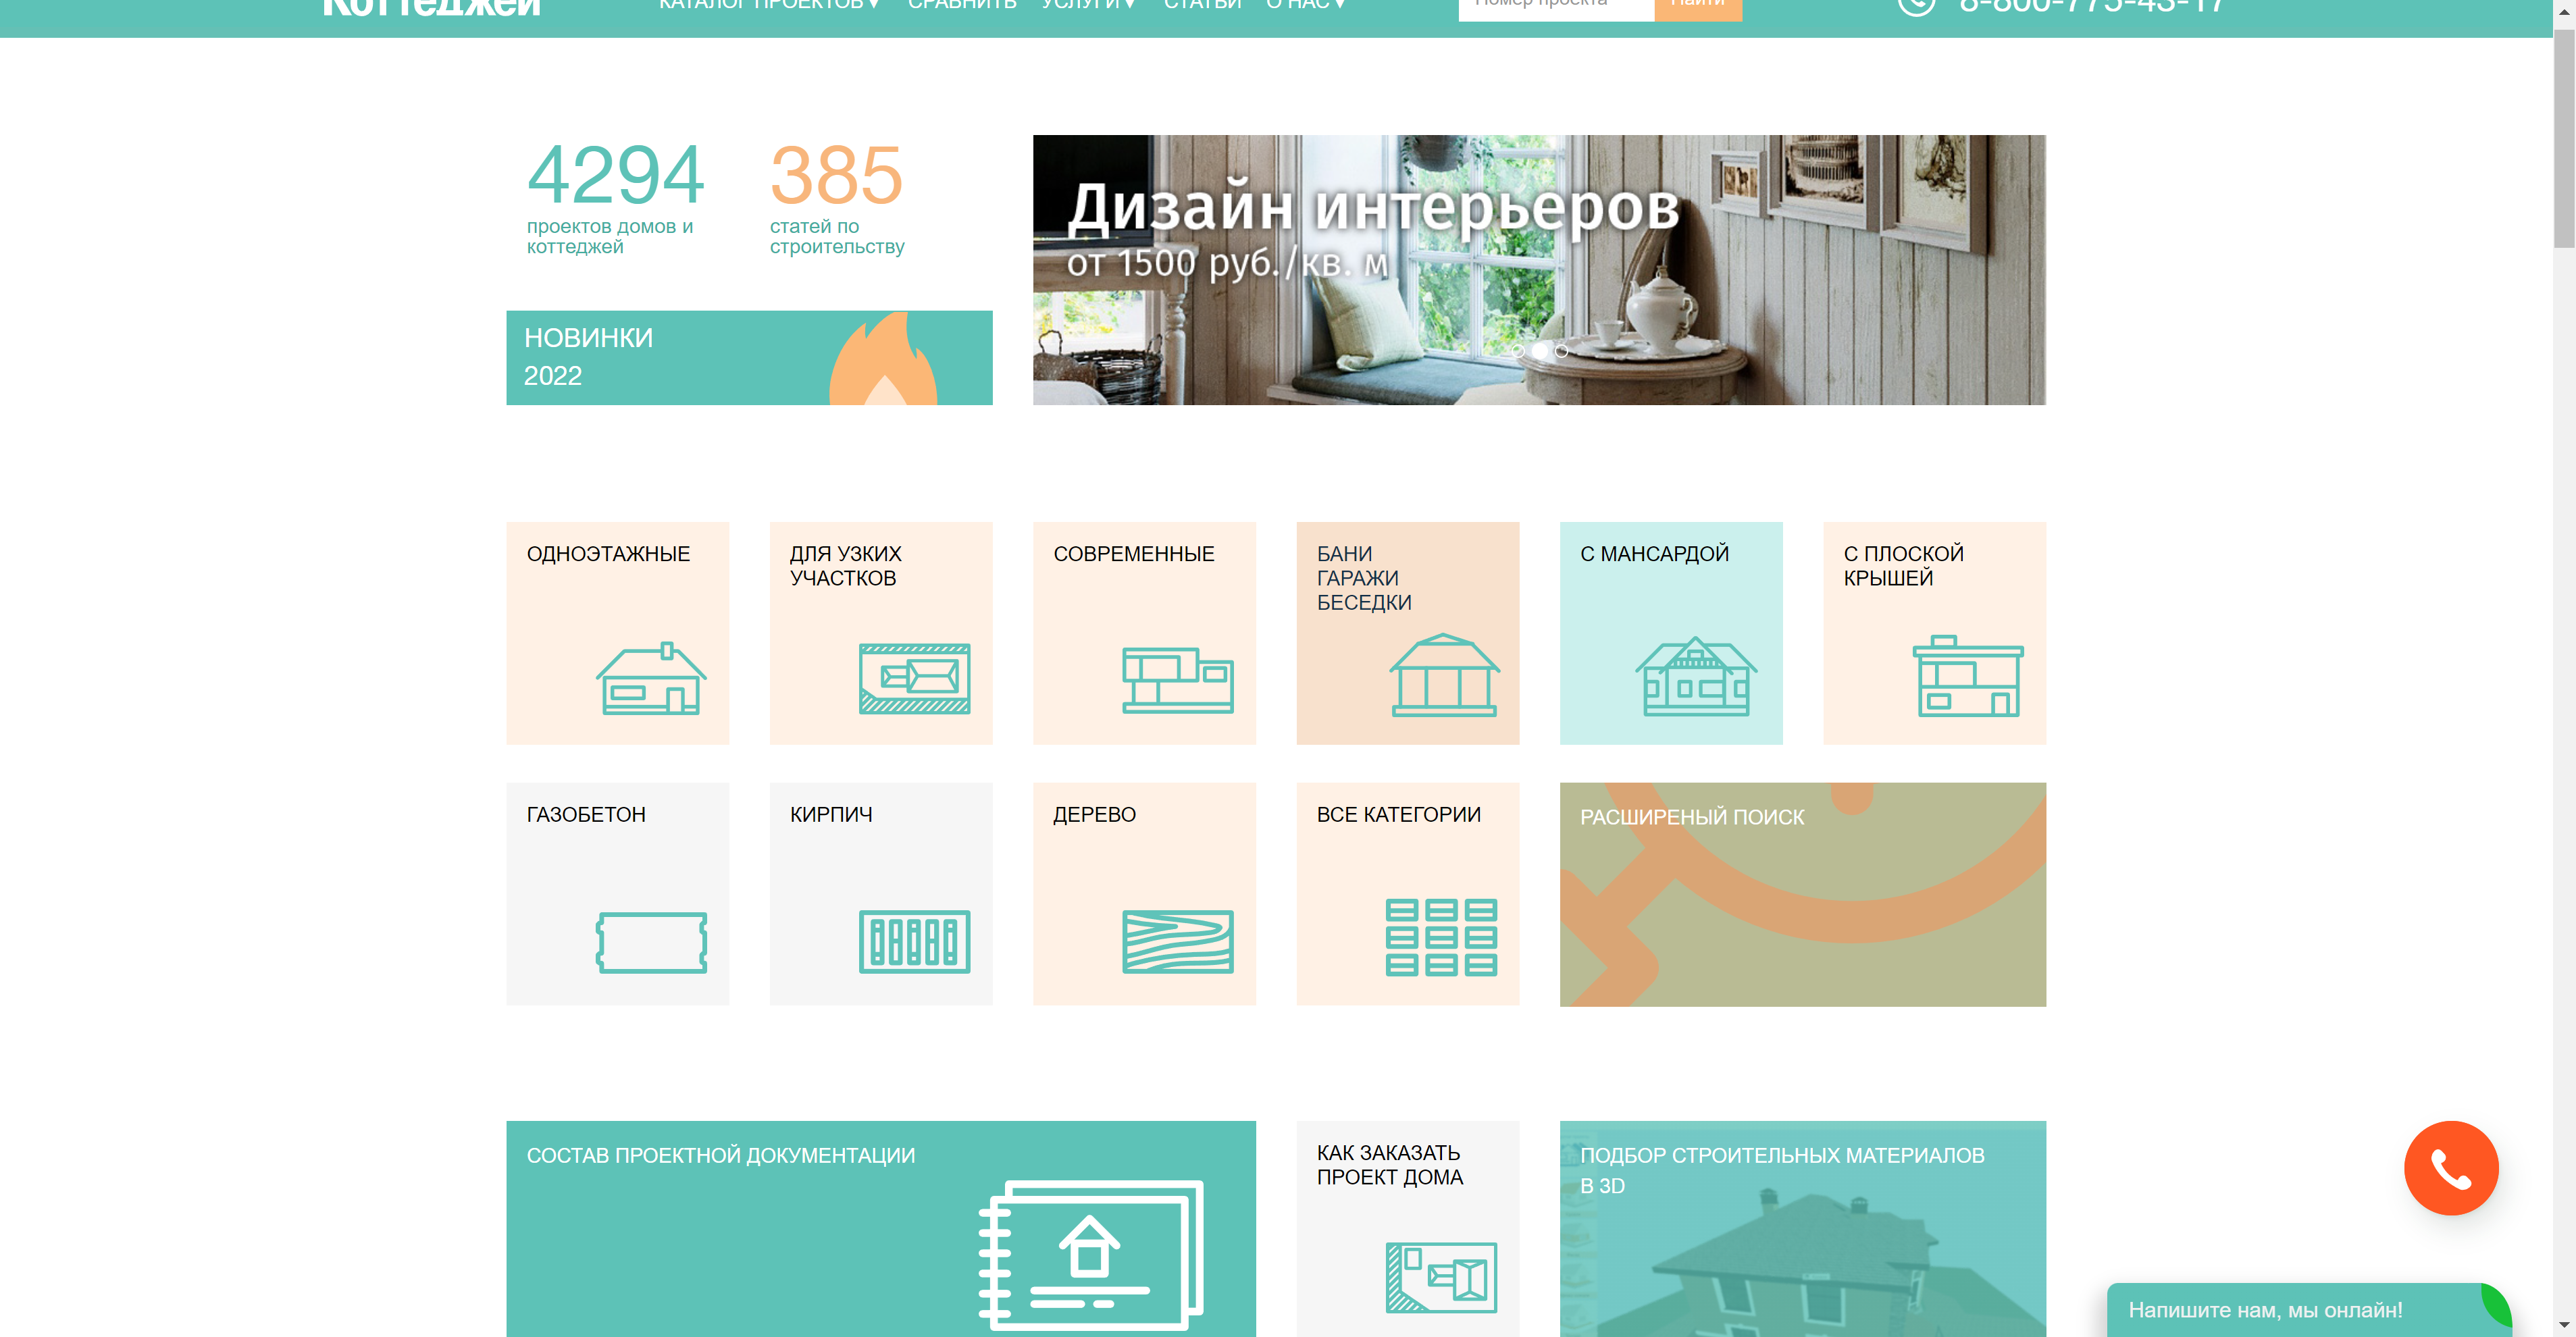 Коттеджей
КАТАЛОГ ПРОЕКТОВ ▾ СРАВНИТЬ УСЛУГИ ▾ СТАТЬИ О НАС ▾
Номер проекта
Найти
8-800-775-43-17
4294
проектов домов и
коттеджей
385
статей по
строительству
НОВИНКИ
2022
Дизайн интерьеров
от 1500 руб./кв. м
ОДНОЭТАЖНЫЕ
ДЛЯ УЗКИХ
УЧАСТКОВ
СОВРЕМЕННЫЕ
БАНИ
ГАРАЖИ
БЕСЕДКИ
С МАНСАРДОЙ
С ПЛОСКОЙ
КРЫШЕЙ
ГАЗОБЕТОН
КИРПИЧ
ДЕРЕВО
ВСЕ КАТЕГОРИИ
РАСШИРЕНЫЙ ПОИСК
СОСТАВ ПРОЕКТНОЙ ДОКУМЕНТАЦИИ
КАК ЗАКАЗАТЬ
ПРОЕКТ ДОМА
ПОДБОР СТРОИТЕЛЬНЫХ МАТЕРИАЛОВ
В 3D
Напишите нам, мы онлайн!